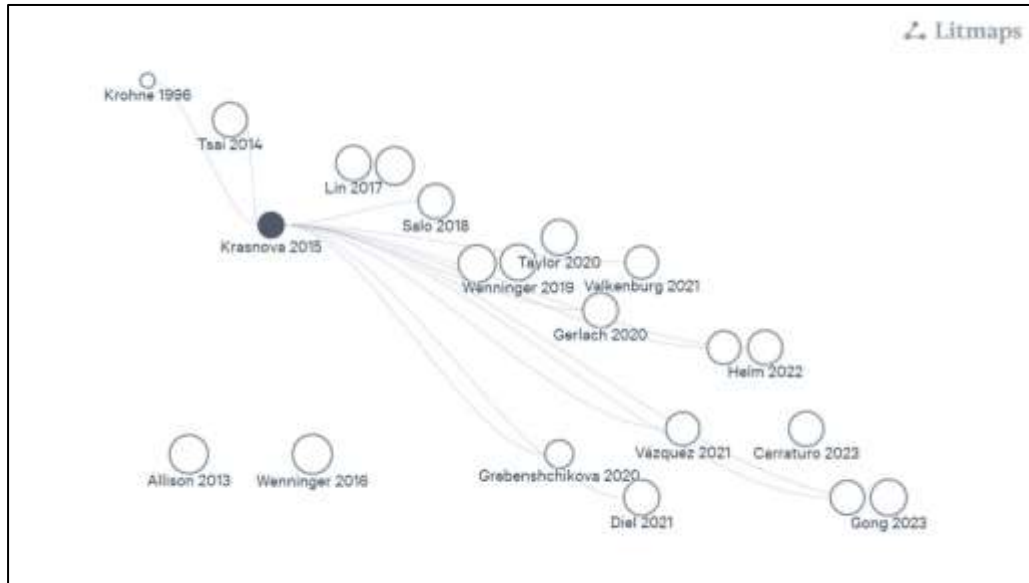 Litmaps
Krohne 1996
Tsai 2014
Lin 2017
Salo 2018
Krasnova 2015
Taylor 2020
Wenninger 2019
Valkenburg 2021
Gerlach 2020
Heim 2022
Vázquez 2021
Carraturo 2023
Grebenshchikova 2020
Allison 2013
Wenninger 2016
Diel 2021
Gong 2023